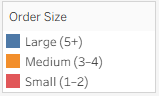 Order Size
Large (5+)
Medium (3–4)
Small (1–2)